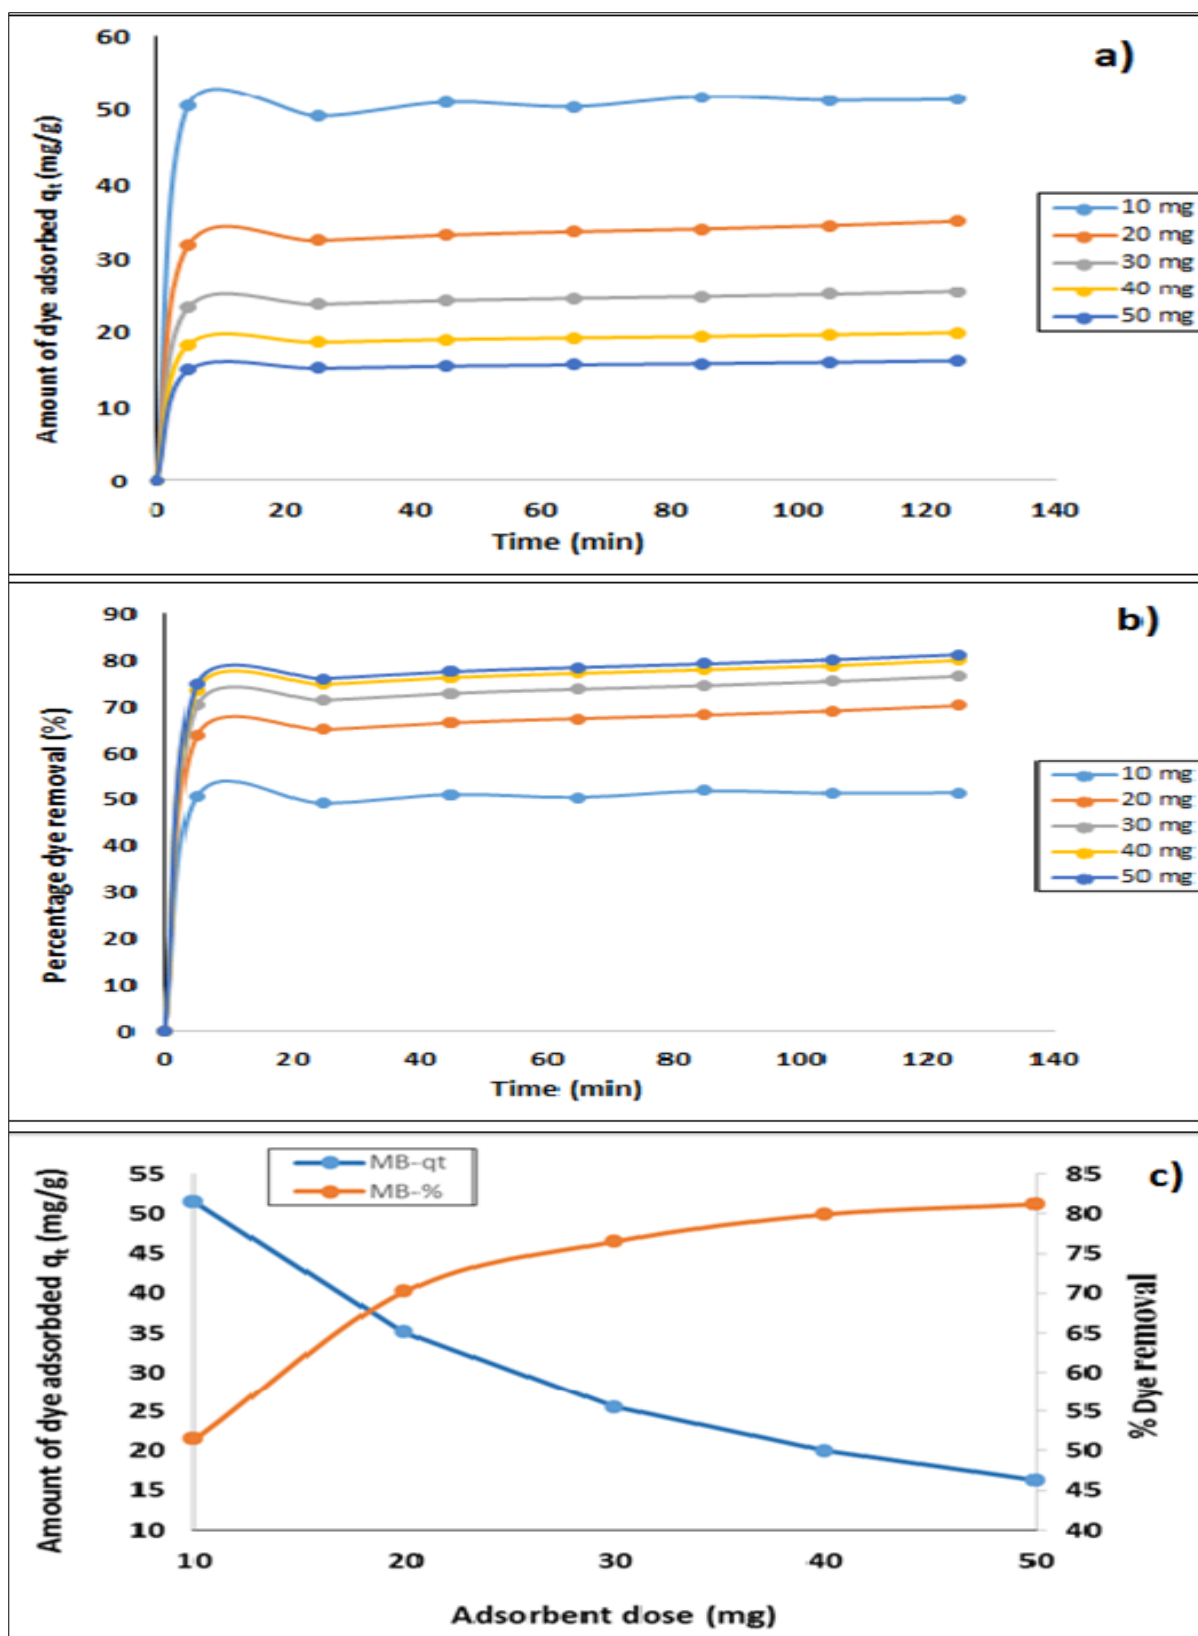 a)
Amount of dye adsorbed qt (mg/g)
60
50
40
30
20
10
0
0 20 40 60 80 100 120 140
Time (min)
10 mg
20 mg
30 mg
40 mg
50 mg
b)
Percentage dye removal (%)
90
80
70
60
50
40
30
20
10
0
0 20 40 60 80 100 120 140
Time (min)
10 mg
20 mg
30 mg
40 mg
50 mg
c)
MB-qt
MB-%
Amount of dye adsorbded qt (mg/g)
55
50
45
40
35
30
25
20
15
10
85
80
75
70
65
60
55
50
45
40
% Dye removal
10 20 30 40 50
Adsorbent dose (mg)